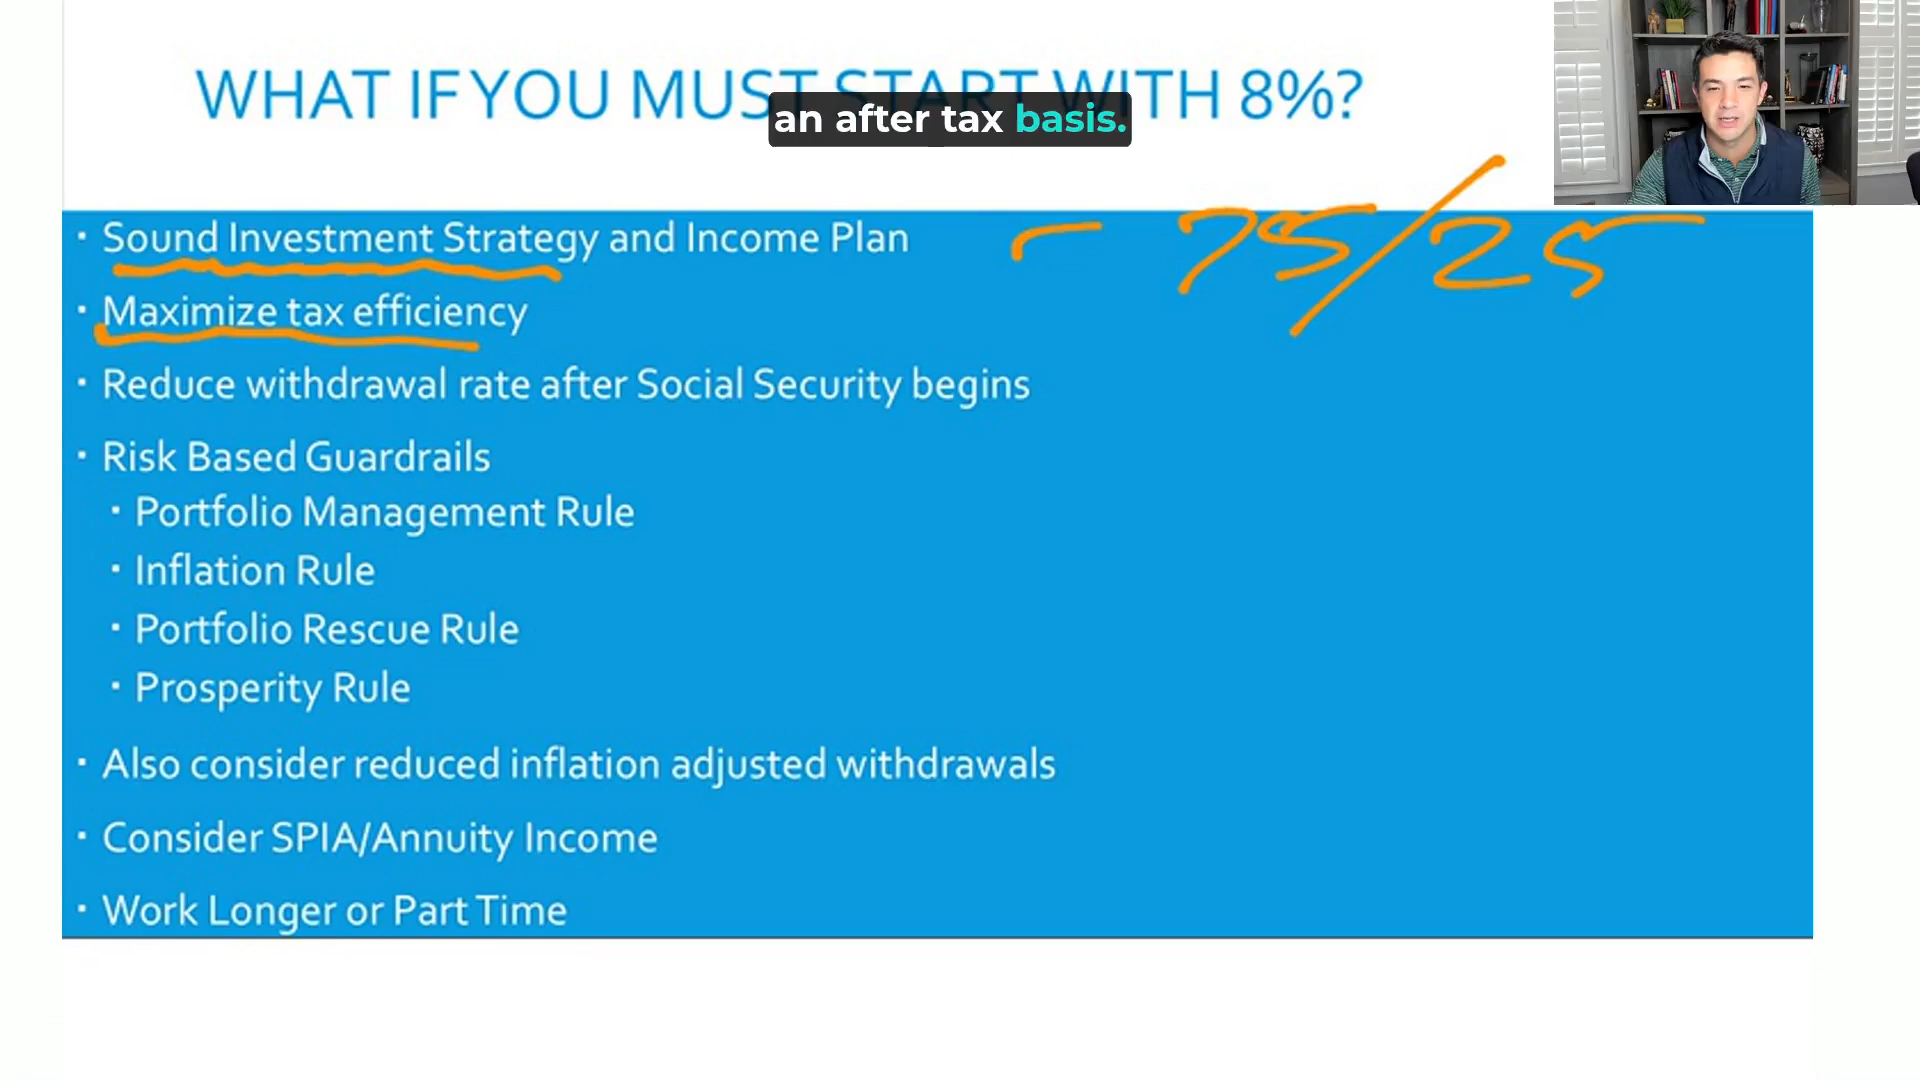 WHAT IF YOU MUST START WITH 8%?
an after tax basis.
· Sound Investment Strategy and Income Plan - 75/25
· Maximize tax efficiency
· Reduce withdrawal rate after Social Security begins
· Risk Based Guardrails
· Portfolio Management Rule
· Inflation Rule
· Portfolio Rescue Rule
· Prosperity Rule
· Also consider reduced inflation adjusted withdrawals
· Consider SPIA/Annuity Income
· Work Longer or Part Time